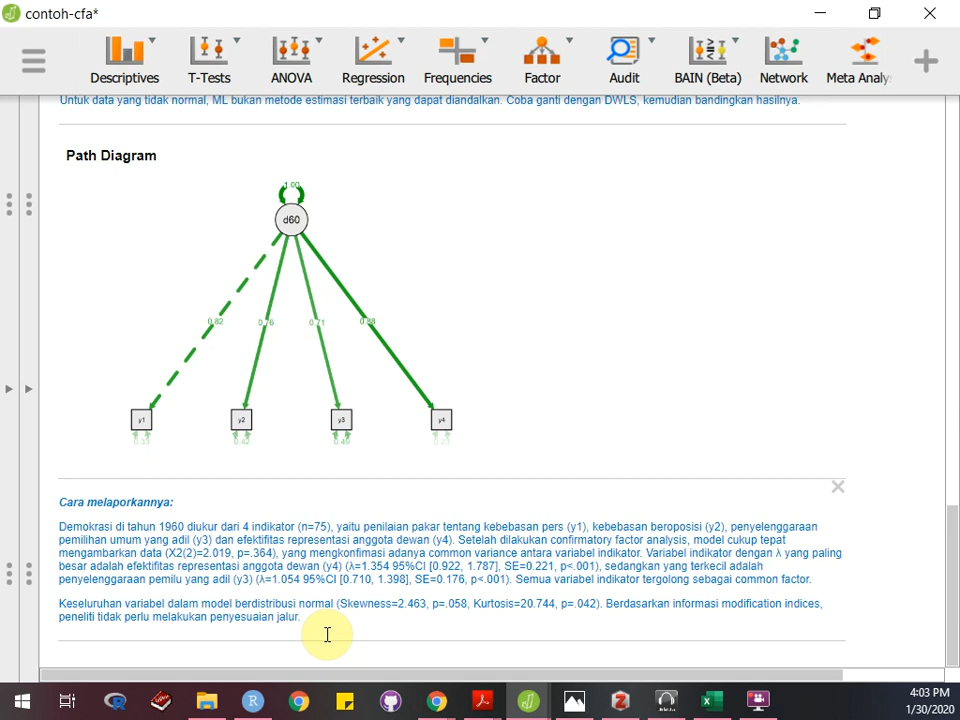 contoh-cfa*
Descriptives
T-Tests
ANOVA
Regression
Frequencies
Factor
Audit
BAIN (Beta)
Network
Meta Analy
Untuk data yang tidak normal, ML bukan metode estimasi terbaik yang dapat diandalkan. Coba ganti dengan DWLS, kemudian bandingkan hasilnya.
Path Diagram
1.00
d60
0.82
0.76
0.71
0.88
y1
y2
y3
y4
0.33
0.42
0.49
0.23
Cara melaporkannya:
Demokrasi di tahun 1960 diukur dari 4 indikator (n=75), yaitu penilaian pakar tentang kebebasan pers (y1), kebebasan beroposisi (y2), penyelenggaraan
pemilihan umum yang adil (y3) dan efektifitas representasi anggota dewan (y4). Setelah dilakukan confirmatory factor analysis, model cukup tepat
mengambarkan data (X2(2)=2.019, p=.364), yang mengkonfimasi adanya common variance antara variabel indikator. Variabel indikator dengan λ yang paling
besar adalah efektifitas representasi anggota dewan (y4) (λ=1.354 95%CI [0.922, 1.787], SE=0.221, p<.001), sedangkan yang terkecil adalah
penyelenggaraan pemilu yang adil (y3) (λ=1.054 95%CI [0.710, 1.398], SE=0.176, p<.001). Semua variabel indikator tergolong sebagai common factor.
Keseluruhan variabel dalam model berdistribusi normal (Skewness=2.463, p=.058, Kurtosis=20.744, p=.042). Berdasarkan informasi modification indices,
peneliti tidak perlu melakukan penyesuaian jalur.
4:03 PM
1/30/2020